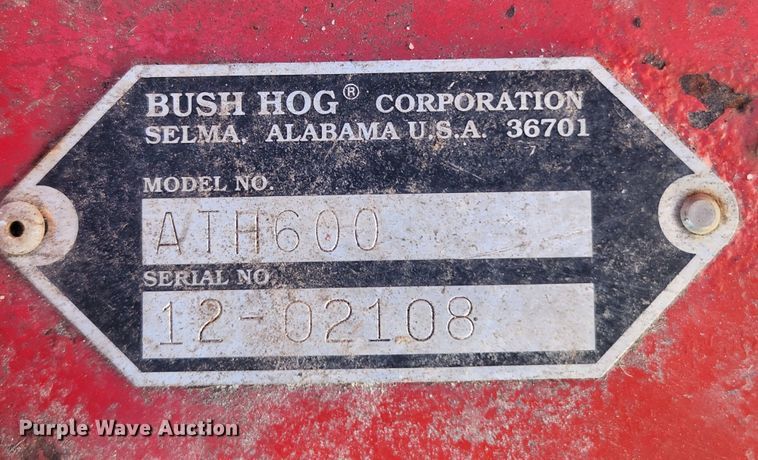 BUSH HOG® CORPORATION
SELMA, ALABAMA U.S.A. 36701
MODEL NO.
ATH600
SERIAL NO
12-02108
Purple Wave Auction